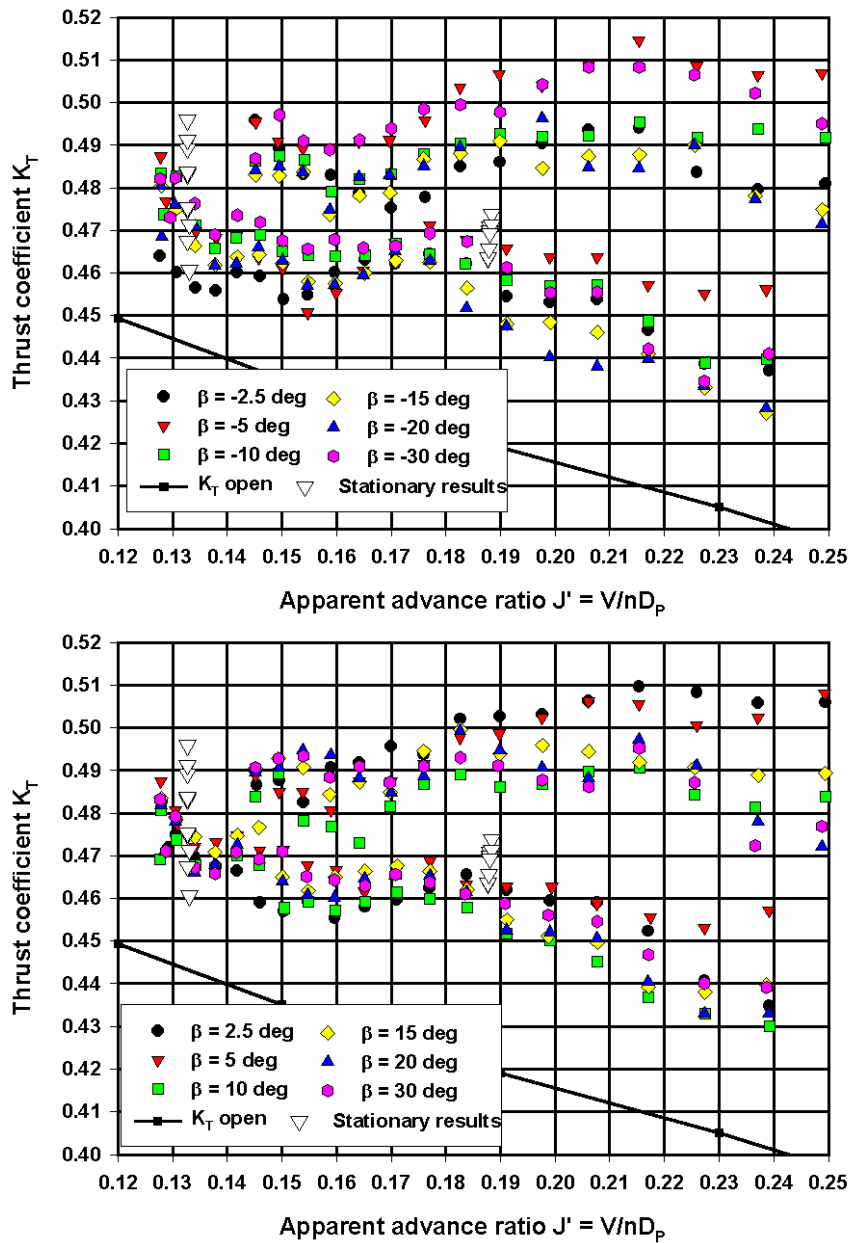 0.52
0.51
0.50
0.49
0.48
0.47
0.46
0.45
0.44
0.43
0.42
0.41
0.40
Thrust coefficient K_T
β = -2.5 deg
β = -15 deg
β = -5 deg
β = -20 deg
β = -10 deg
β = -30 deg
K_T open
Stationary results
0.12 0.13 0.14 0.15 0.16 0.17 0.18 0.19 0.20 0.21 0.22 0.23 0.24 0.25
Apparent advance ratio J' = V/nD_P
0.52
0.51
0.50
0.49
0.48
0.47
0.46
0.45
0.44
0.43
0.42
0.41
0.40
Thrust coefficient K_T
β = 2.5 deg
β = 15 deg
β = 5 deg
β = 20 deg
β = 10 deg
β = 30 deg
K_T open
Stationary results
0.12 0.13 0.14 0.15 0.16 0.17 0.18 0.19 0.20 0.21 0.22 0.23 0.24 0.25
Apparent advance ratio J' = V/nD_P